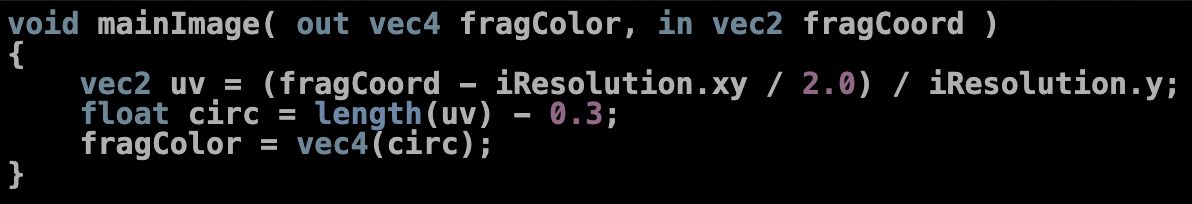 void mainImage( out vec4 fragColor, in vec2 fragCoord )
{
    vec2 uv = (fragCoord - iResolution.xy / 2.0) / iResolution.y;
    float circ = length(uv) - 0.3;
    fragColor = vec4(circ);
}